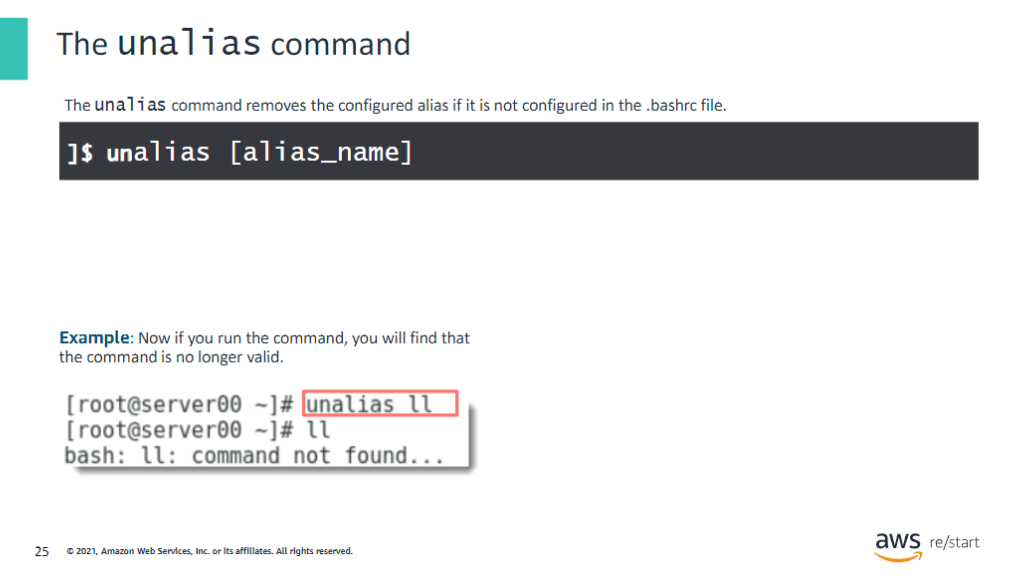 The unalias command
The unalias command removes the configured alias if it is not configured in the .bashrc file.
]$ unalias [alias_name]
Example: Now if you run the command, you will find that
the command is no longer valid.
[root@server00 ~]# unalias ll
[root@server00 ~]# ll
bash: ll: command not found...
25
© 2021, Amazon Web Services, Inc. or its affiliates. All rights reserved.
aws re/start